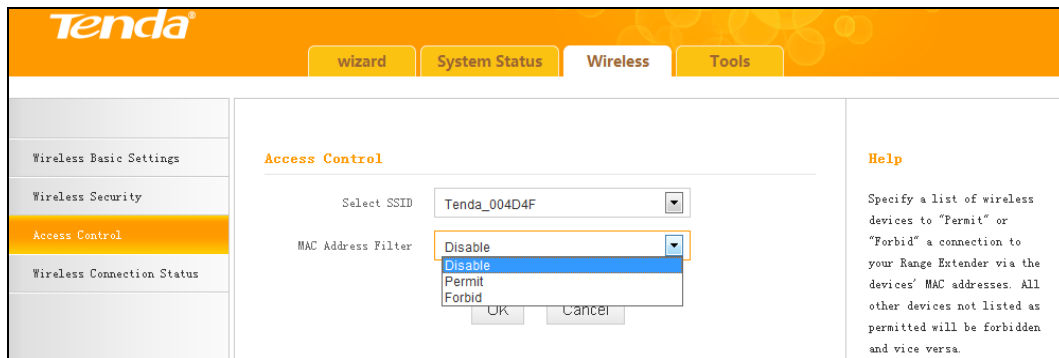 Tenda®
wizard
System Status
Wireless
Tools
Wireless Basic Settings
Wireless Security
Access Control
Wireless Connection Status
Access Control
Select SSID
Tenda_004D4F
MAC Address Filter
Disable
Disable
Permit
Forbid
OK
Cancel
Help
Specify a list of wireless
devices to "Permit" or
"Forbid" a connection to
your Range Extender via the
devices' MAC addresses. All
other devices not listed as
permitted will be forbidden
and vice versa.